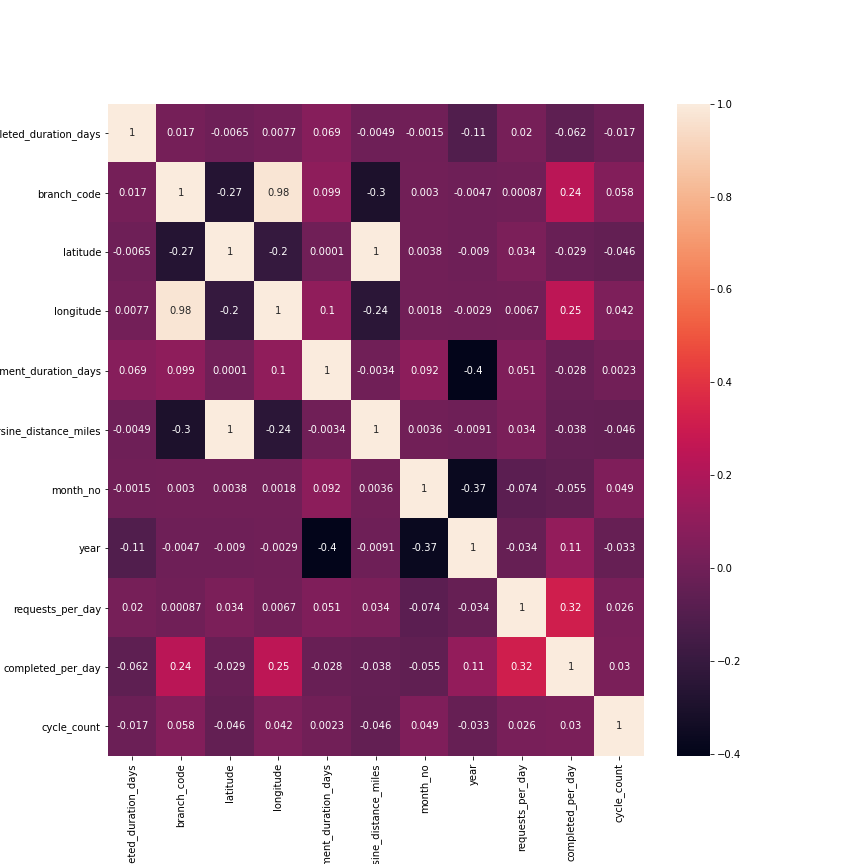 leted_duration_days 1 0.017 -0.0065 0.0077 0.069 -0.0049 -0.0015 -0.11 0.02 -0.062 -0.017
branch_code 0.017 1 -0.27 0.98 0.099 -0.3 0.003 -0.0047 0.00087 0.24 0.058
latitude -0.0065 -0.27 1 -0.2 0.0001 1 0.0038 -0.009 0.034 -0.029 -0.046
longitude 0.0077 0.98 -0.2 1 0.1 -0.24 0.0018 -0.0029 0.0067 0.25 0.042
ment_duration_days 0.069 0.099 0.0001 0.1 1 -0.0034 0.092 -0.4 0.051 -0.028 0.0023
rsine_distance_miles -0.0049 -0.3 1 -0.24 -0.0034 1 0.0036 -0.0091 0.034 -0.038 -0.046
month_no -0.0015 0.003 0.0038 0.0018 0.092 0.0036 1 -0.37 -0.074 -0.055 0.049
year -0.11 -0.0047 -0.009 -0.0029 -0.4 -0.0091 -0.37 1 -0.034 0.11 -0.033
requests_per_day 0.02 0.00087 0.034 0.0067 0.051 0.034 -0.074 -0.034 1 0.32 0.026
completed_per_day -0.062 0.24 -0.029 0.25 -0.028 -0.038 -0.055 0.11 0.32 1 0.03
cycle_count -0.017 0.058 -0.046 0.042 0.0023 -0.046 0.049 -0.033 0.026 0.03 1
eted_duration_days
branch_code
latitude
longitude
ment_duration_days
sine_distance_miles
month_no
year
requests_per_day
completed_per_day
cycle_count
1.0
0.8
0.6
0.4
0.2
0.0
−0.2
−0.4